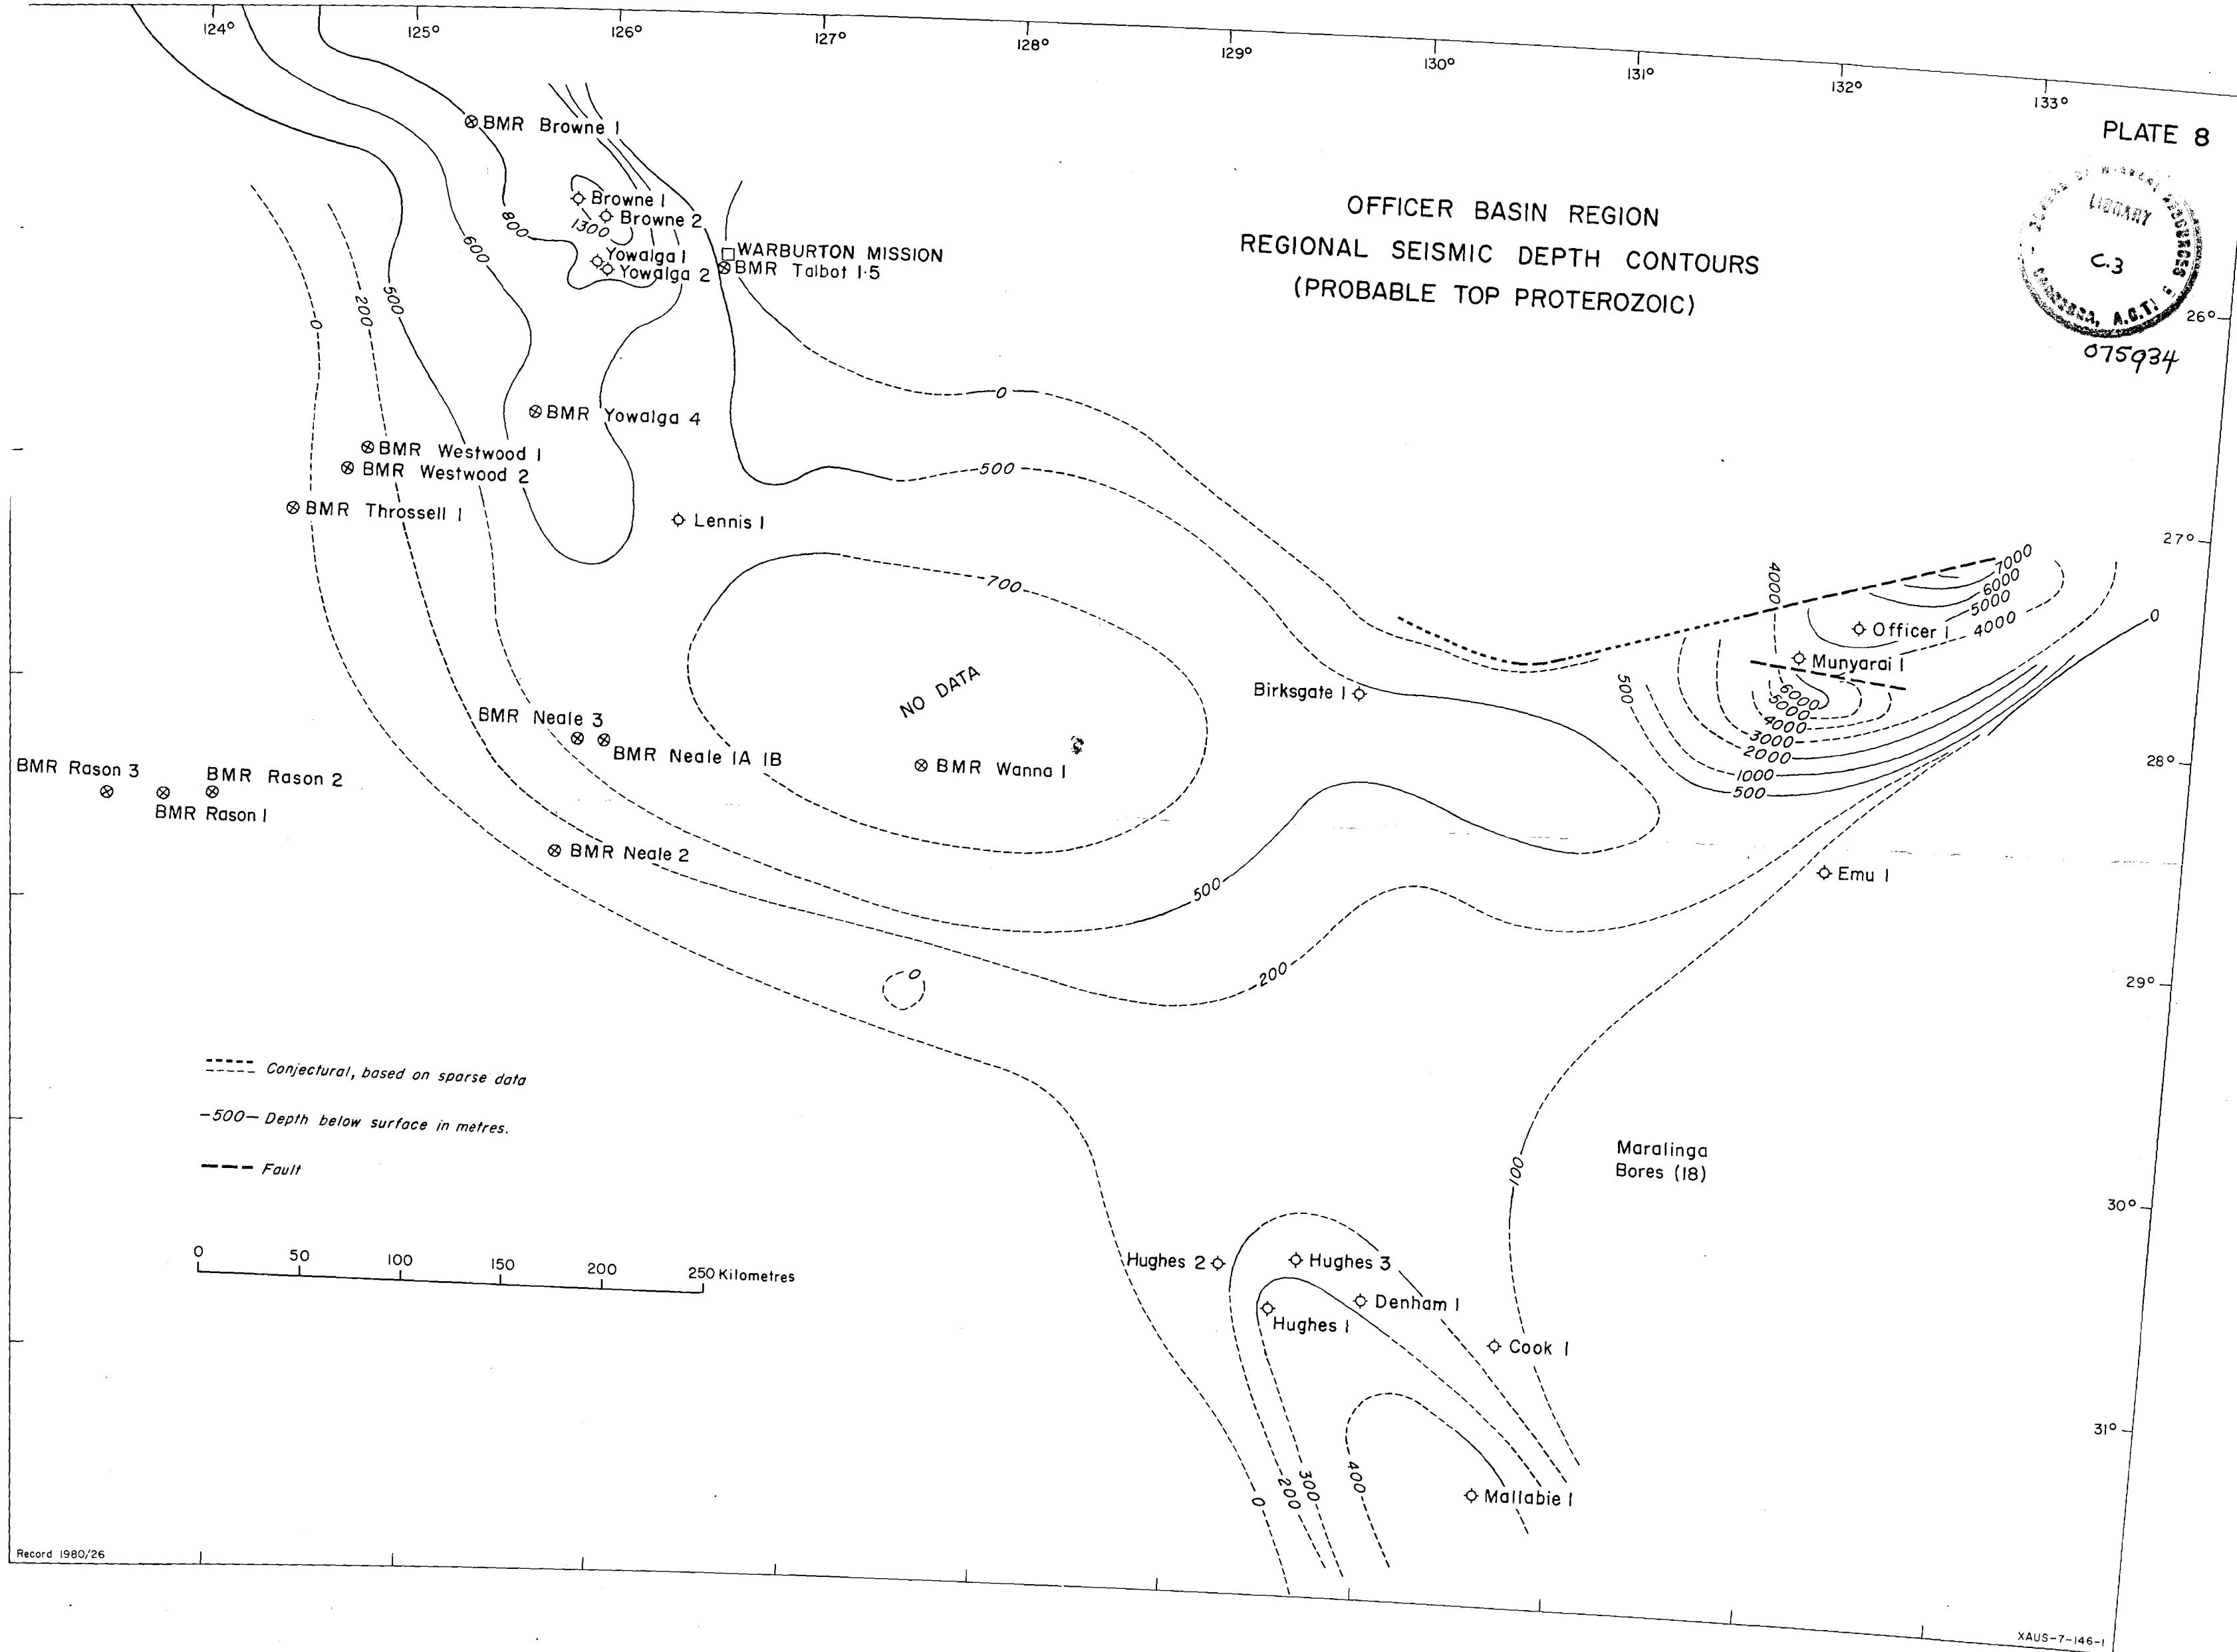 124°
125°
126°
127°
128°
129°
130°
131°
132°
133°
PLATE 8
OFFICER BASIN REGION
REGIONAL SEISMIC DEPTH CONTOURS
(PROBABLE TOP PROTEROZOIC)
LIBRARY
C.3
CANBERRA, A.C.T.
075934
26°
27°
28°
29°
30°
31°
BMR Browne 1
Browne 1
Browne 2
1300
800
600
500
200
0
Yowalga 1
Yowalga 2
WARBURTON MISSION
BMR Talbot 1·5
0
BMR Yowalga 4
BMR Westwood 1
BMR Westwood 2
500
BMR Throssell 1
Lennis 1
700
NO DATA
7000
6000
5000
4000
4000
0
Officer 1
Munyarai 1
Birksgate 1
500
6000
5000
4000
3000
2000
1000
500
BMR Neale 3
BMR Neale 1A 1B
BMR Wanna 1
BMR Rason 3
BMR Rason 2
BMR Rason 1
BMR Neale 2
Emu 1
500
200
0
---- Conjectural, based on sparse data
—500— Depth below surface in metres.
— — — Fault
Maralinga
Bores (18)
100
0
50
100
150
200
250 Kilometres
Hughes 2
Hughes 3
Denham 1
Hughes 1
Cook 1
0
200
300
400
Mallabie 1
Record 1980/26
XAUS-7-146-1